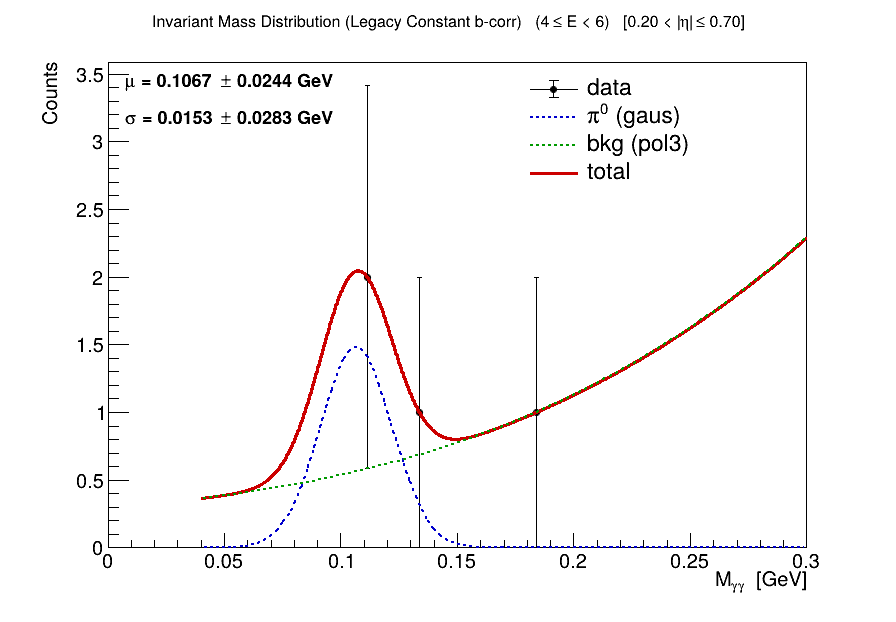 Invariant Mass Distribution (Legacy Constant b-corr) (4 ≤ E < 6) [0.20 < |η| ≤ 0.70]
Counts
μ = 0.1067 ± 0.0244 GeV
σ = 0.0153 ± 0.0283 GeV
data
π⁰ (gaus)
bkg (pol3)
total
3.5
3
2.5
2
1.5
1
0.5
0
0 0.05 0.1 0.15 0.2 0.25 0.3
M_γγ [GeV]